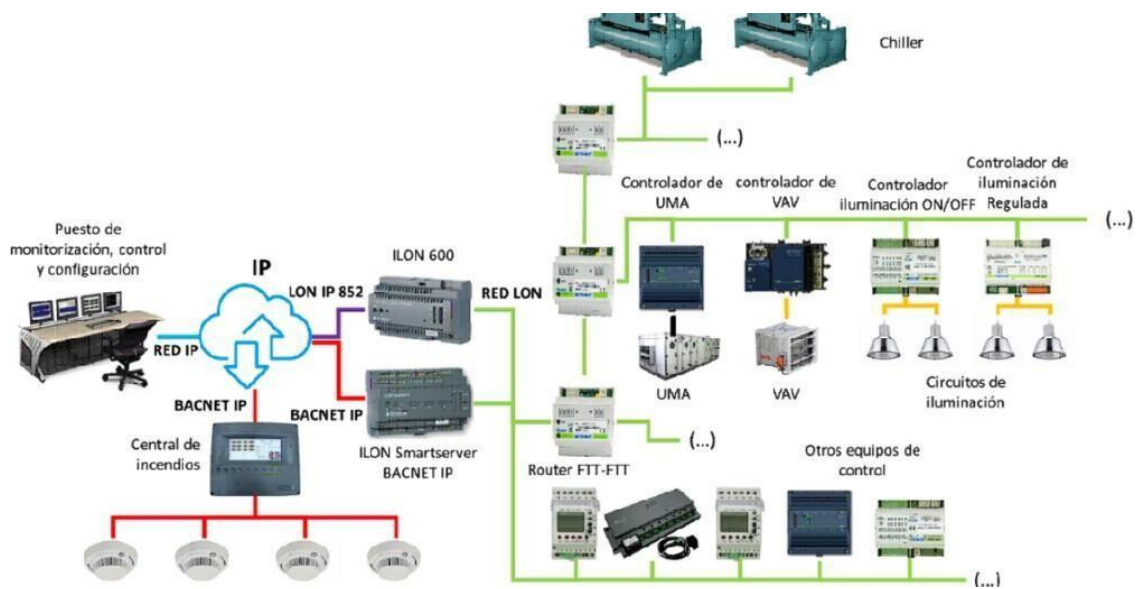 Chiller
(...)
Controlador de
UMA
controlador de
VAV
Controlador
iluminación ON/OFF
Controlador de
iluminación
Regulada
(...)
Puesto de
monitorización, control
y configuración
IP
ILON 600
LON IP 852
RED LON
RED IP
UMA
VAV
Circuitos de
iluminación
BACNET IP
BACNET IP
Central de
incendios
ILON Smartserver
BACNET IP
(...)
Router FTT-FTT
Otros equipos de
control
(...)